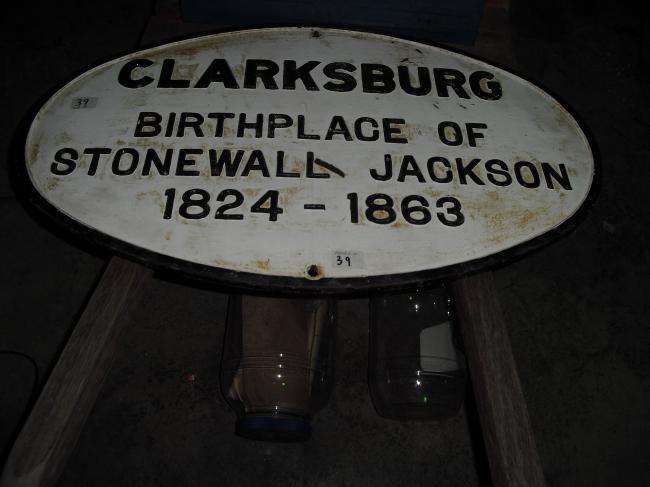 CLARKSBURG
39
BIRTHPLACE OF
STONEWALL JACKSON
1824 - 1863
39